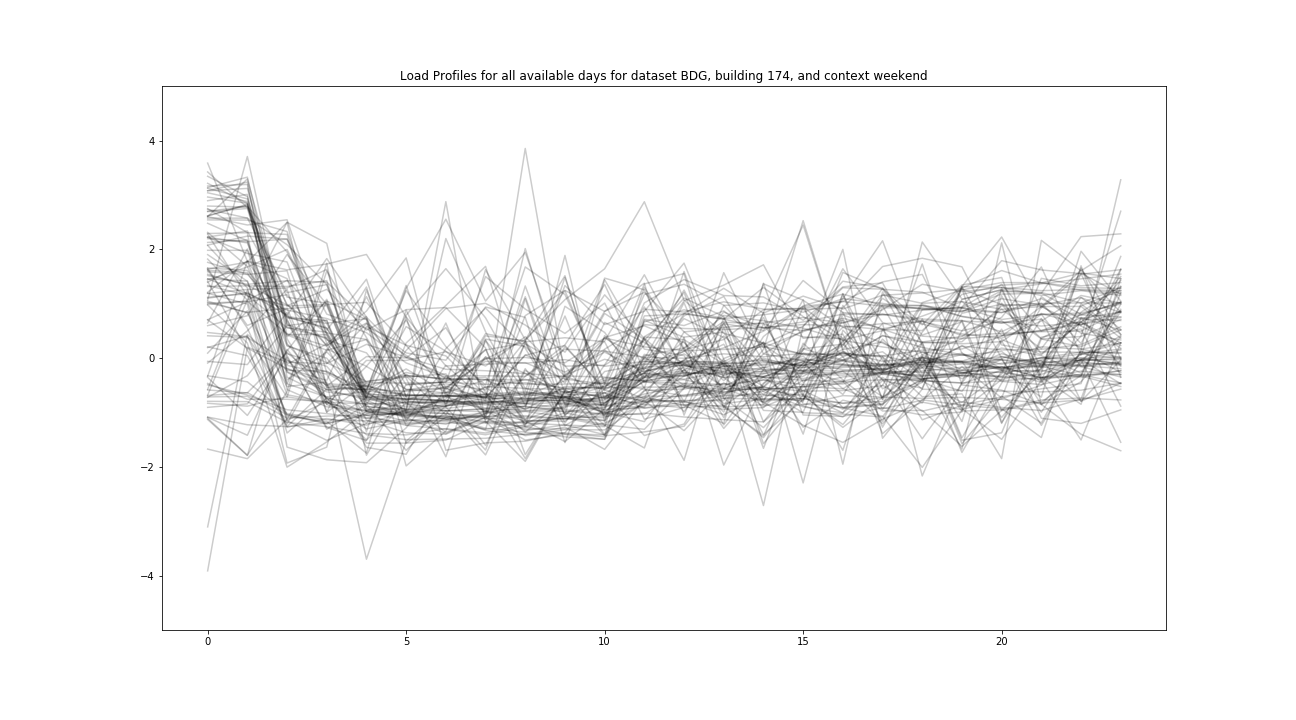 Load Profiles for all available days for dataset BDG, building 174, and context weekend
4
2
0
−2
−4
0 5 10 15 20